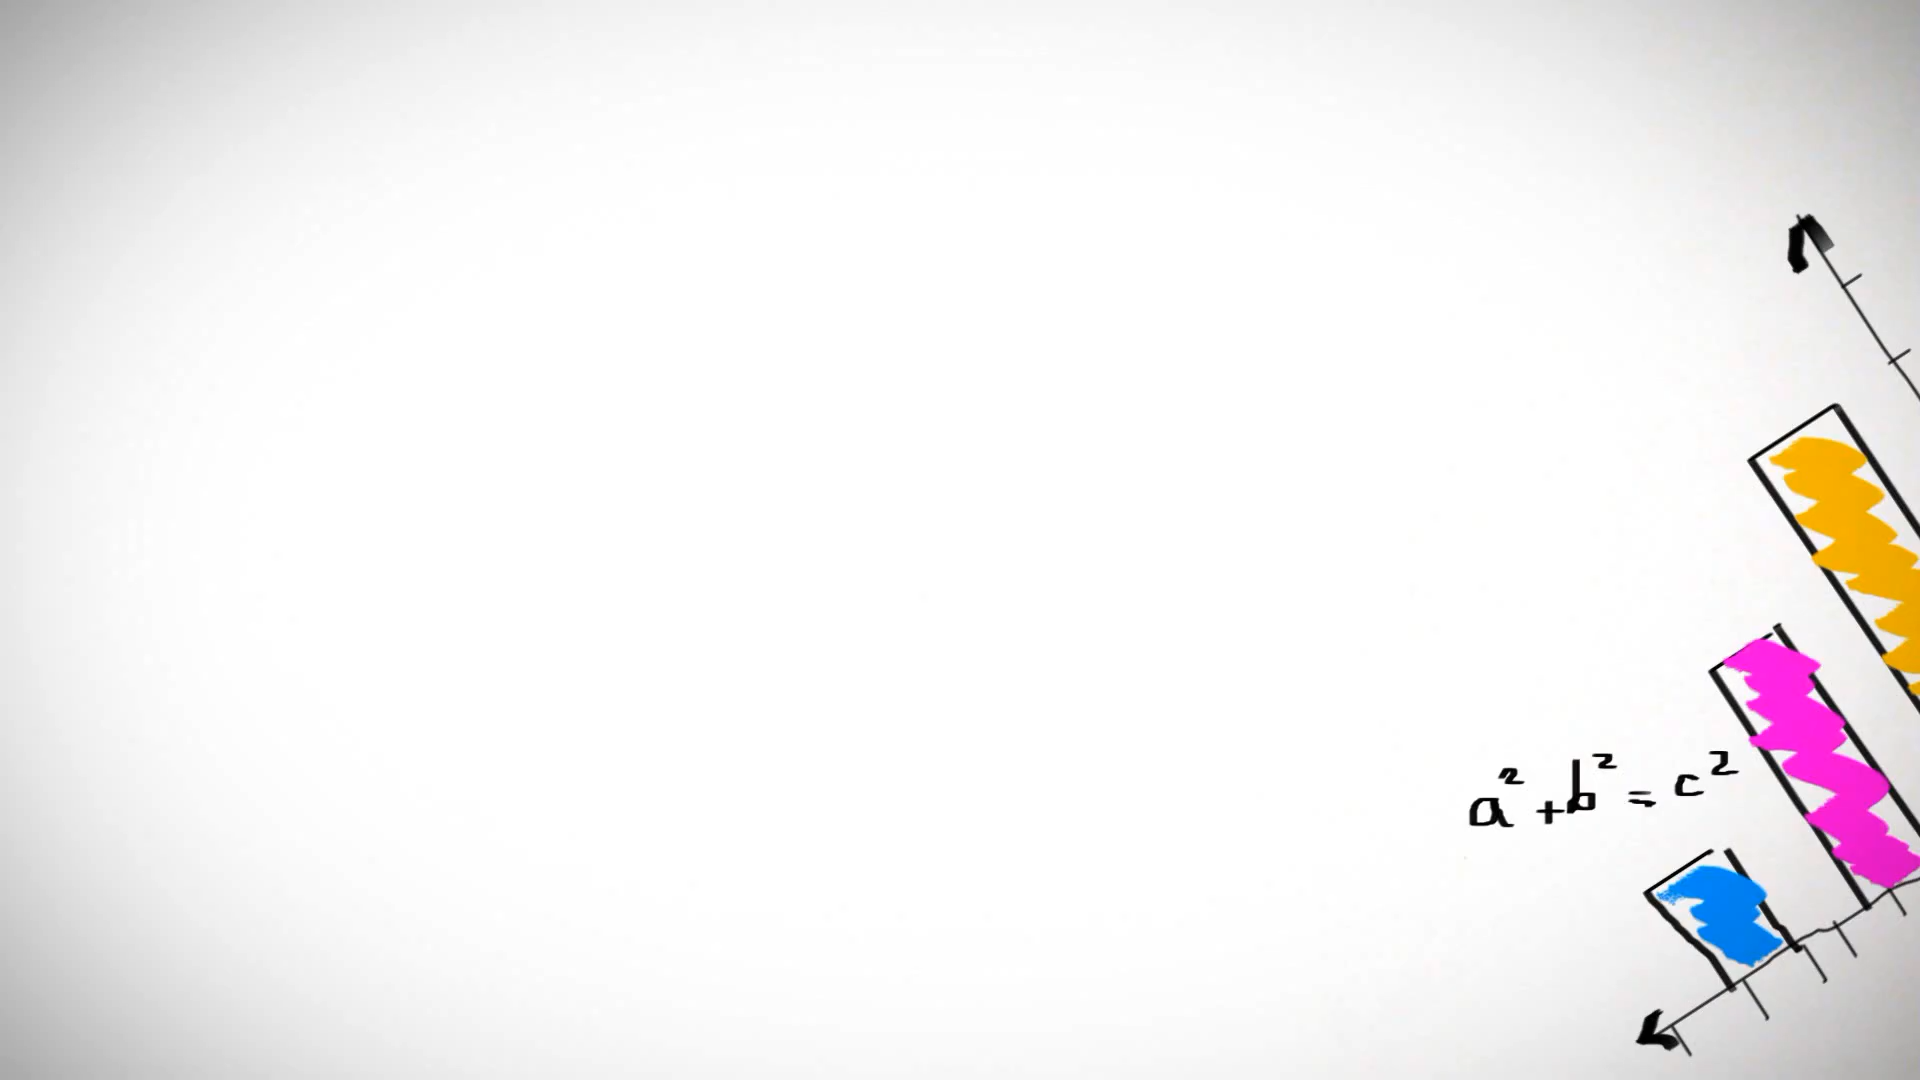 a² + b² = c²